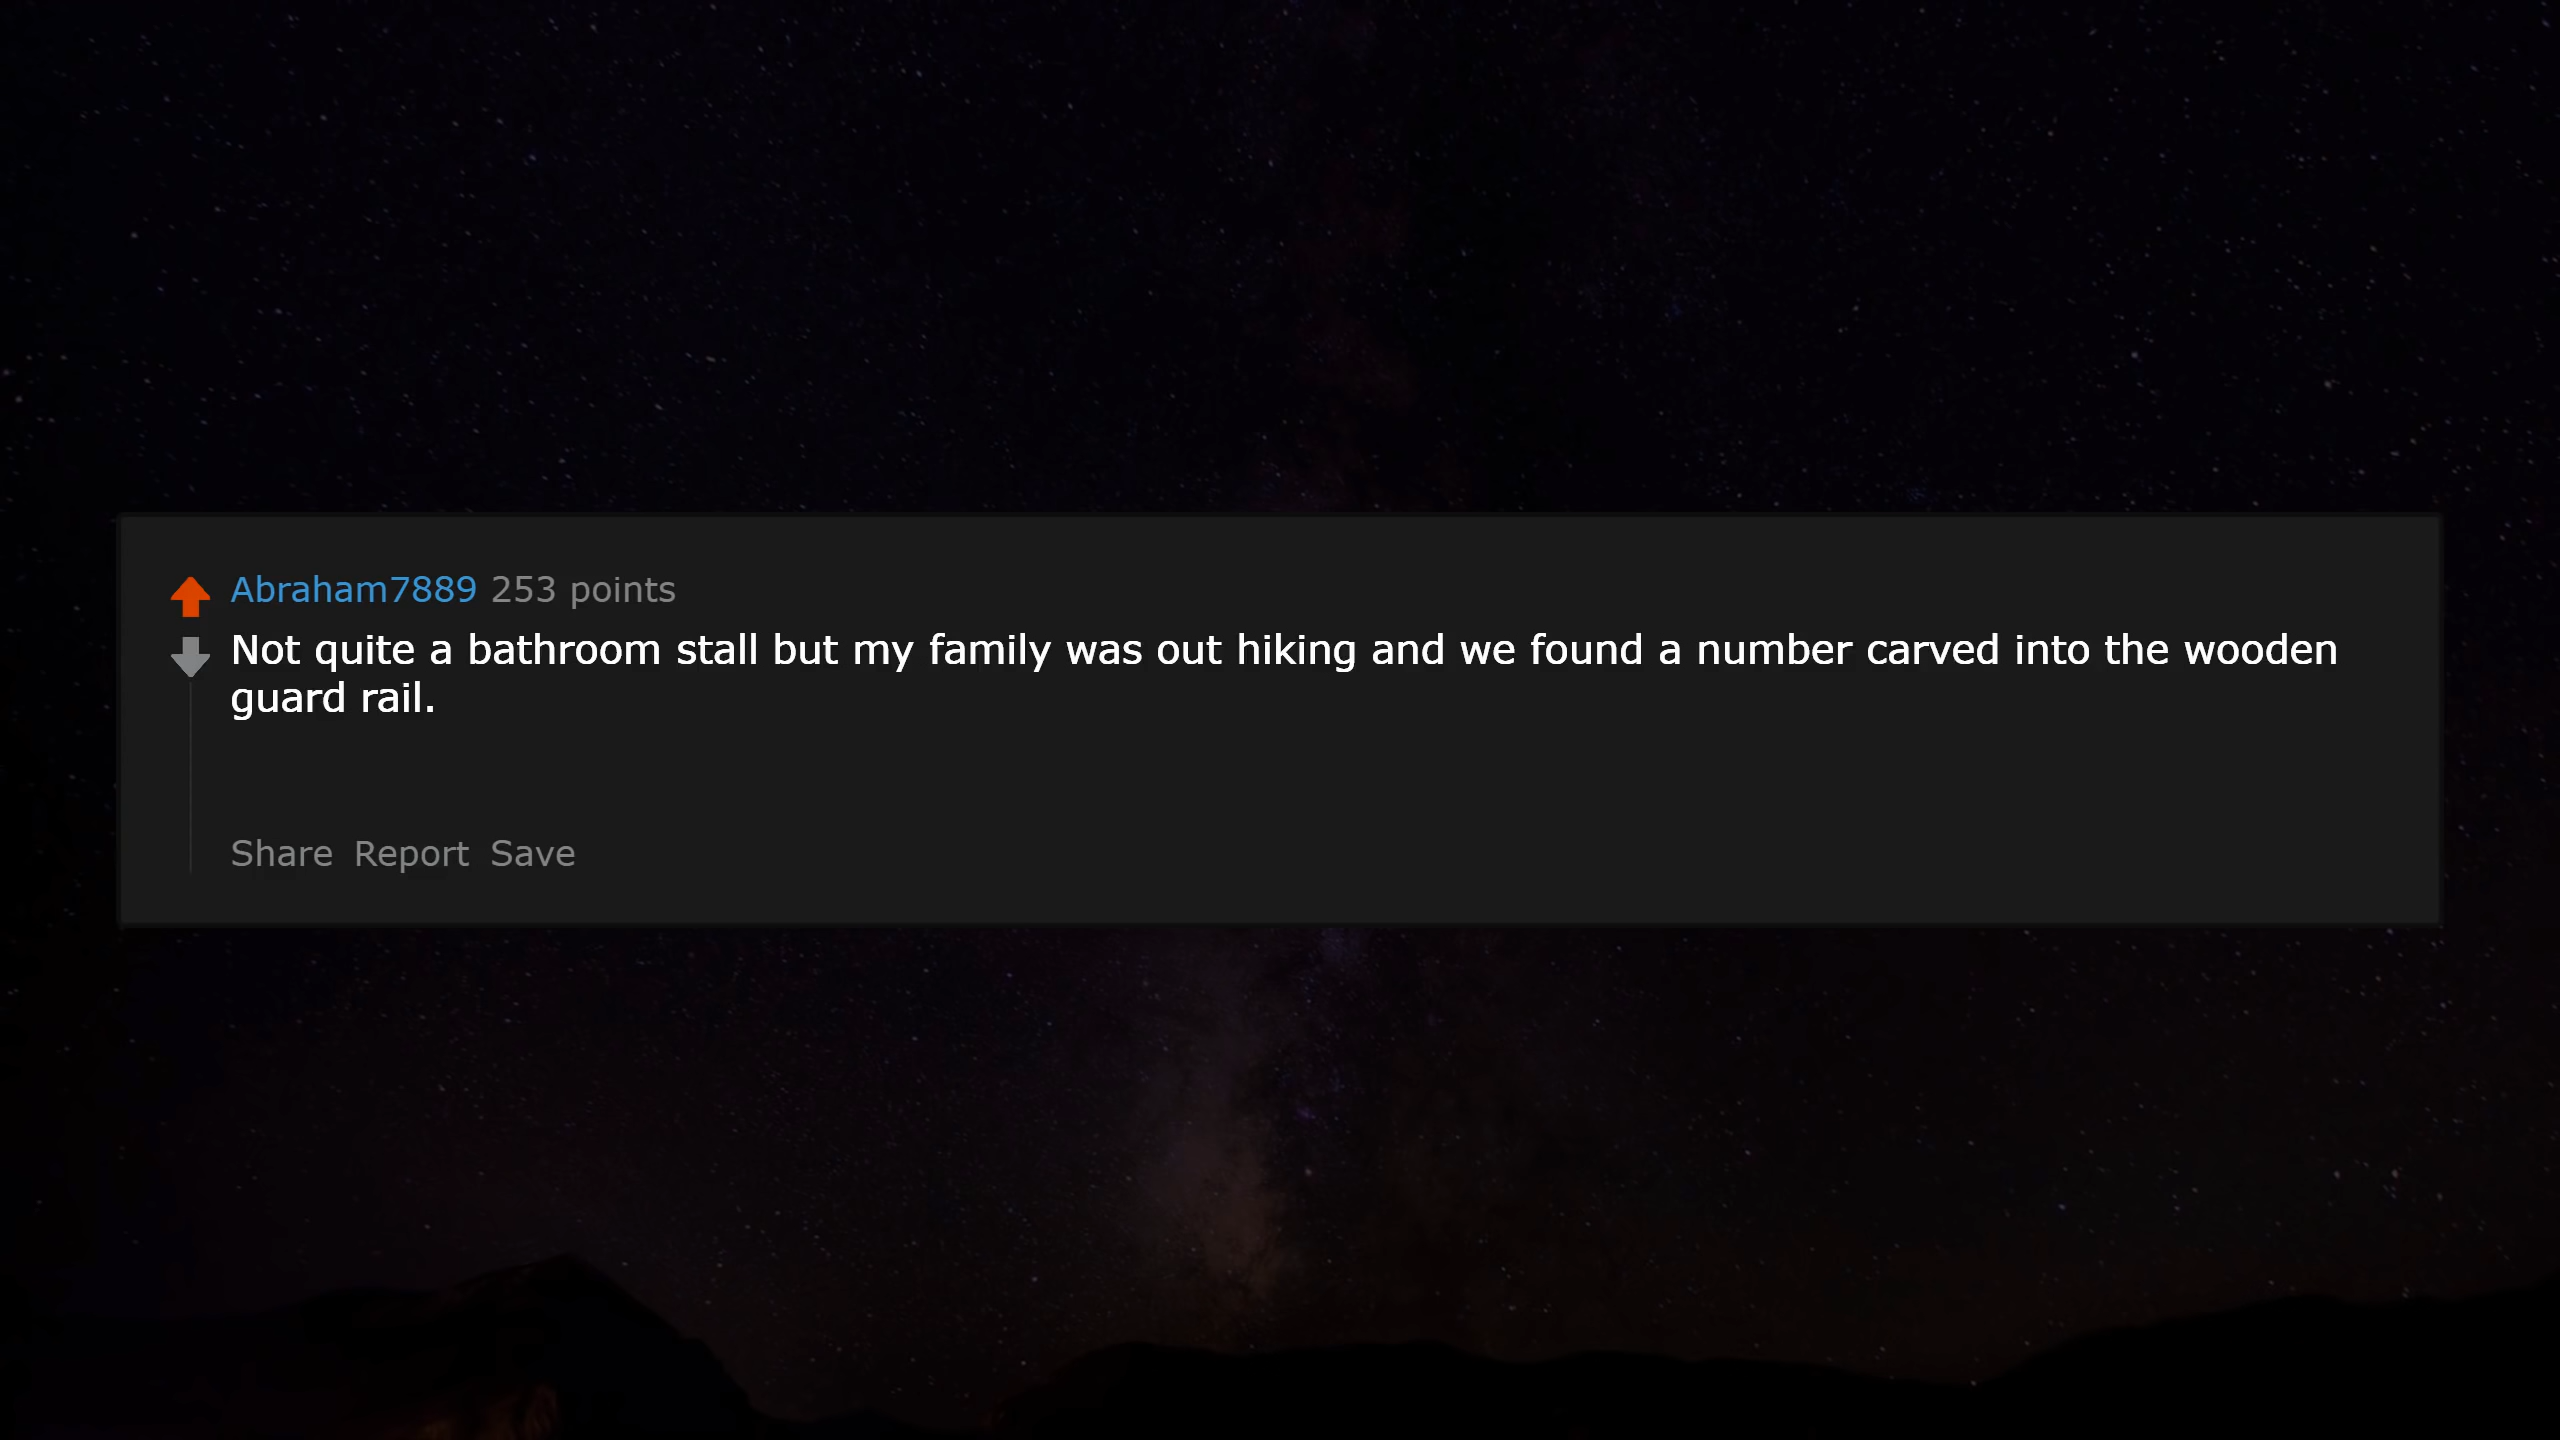 Abraham7889 253 points
Not quite a bathroom stall but my family was out hiking and we found a number carved into the wooden
guard rail.
Share Report Save